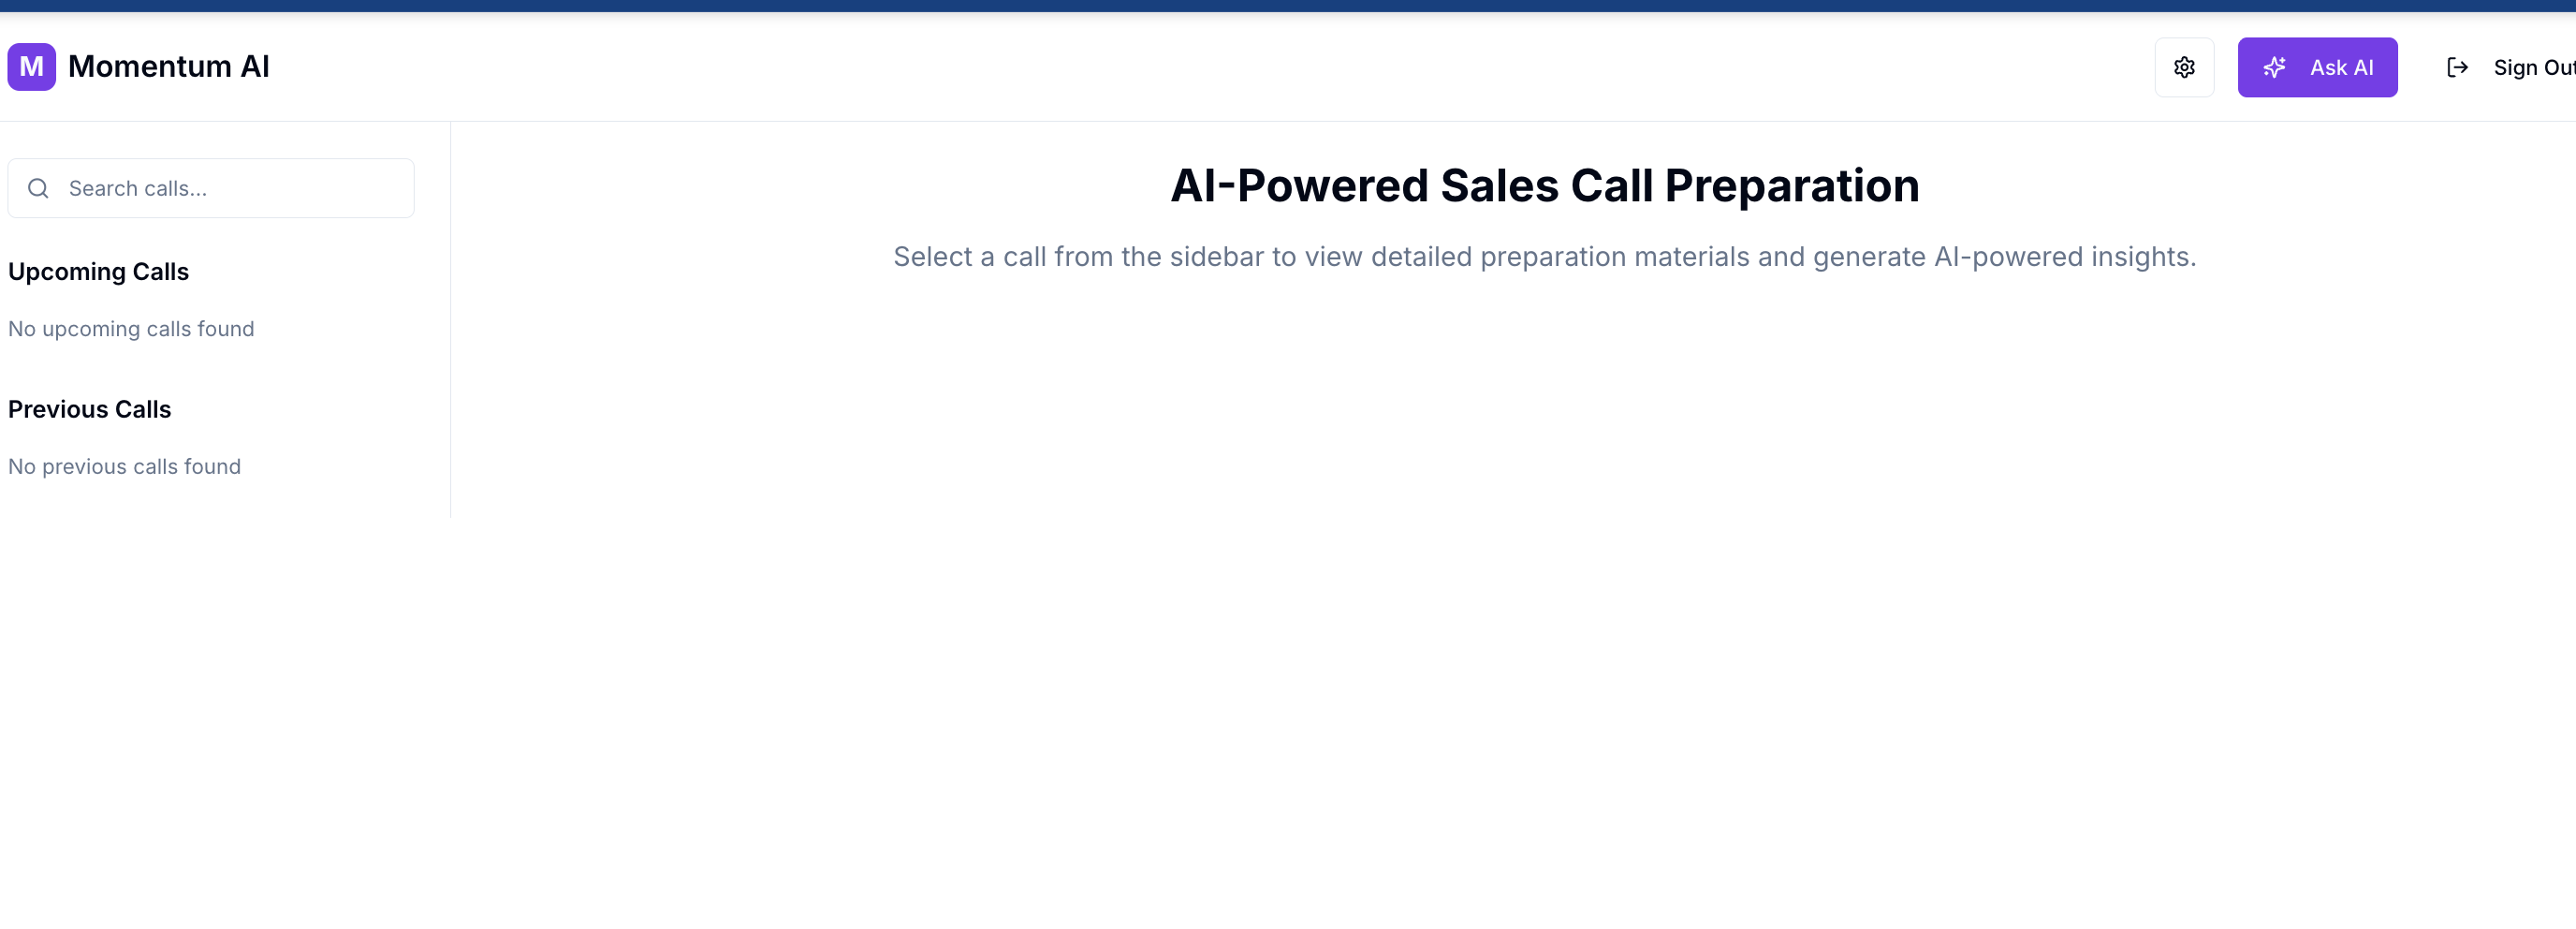 M Momentum AI
Ask AI
Sign Out
Search calls...
Upcoming Calls
No upcoming calls found
Previous Calls
No previous calls found
AI-Powered Sales Call Preparation
Select a call from the sidebar to view detailed preparation materials and generate AI-powered insights.